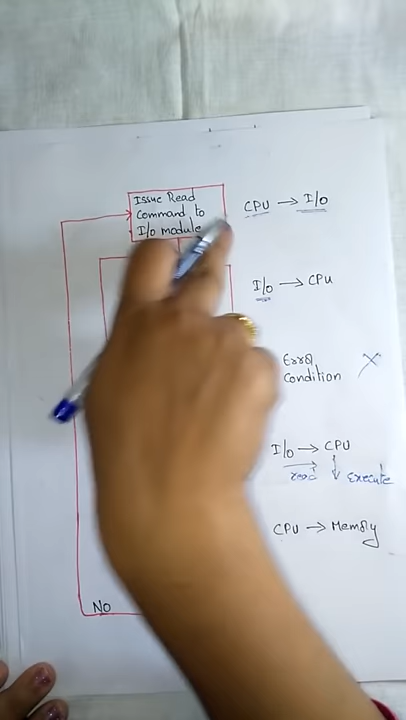 Issue Read
Command to
I/o module
CPU → I/o
I/o → CPU
Error
Condition X
I/o → CPU
read
Execute
CPU → Memory
NO